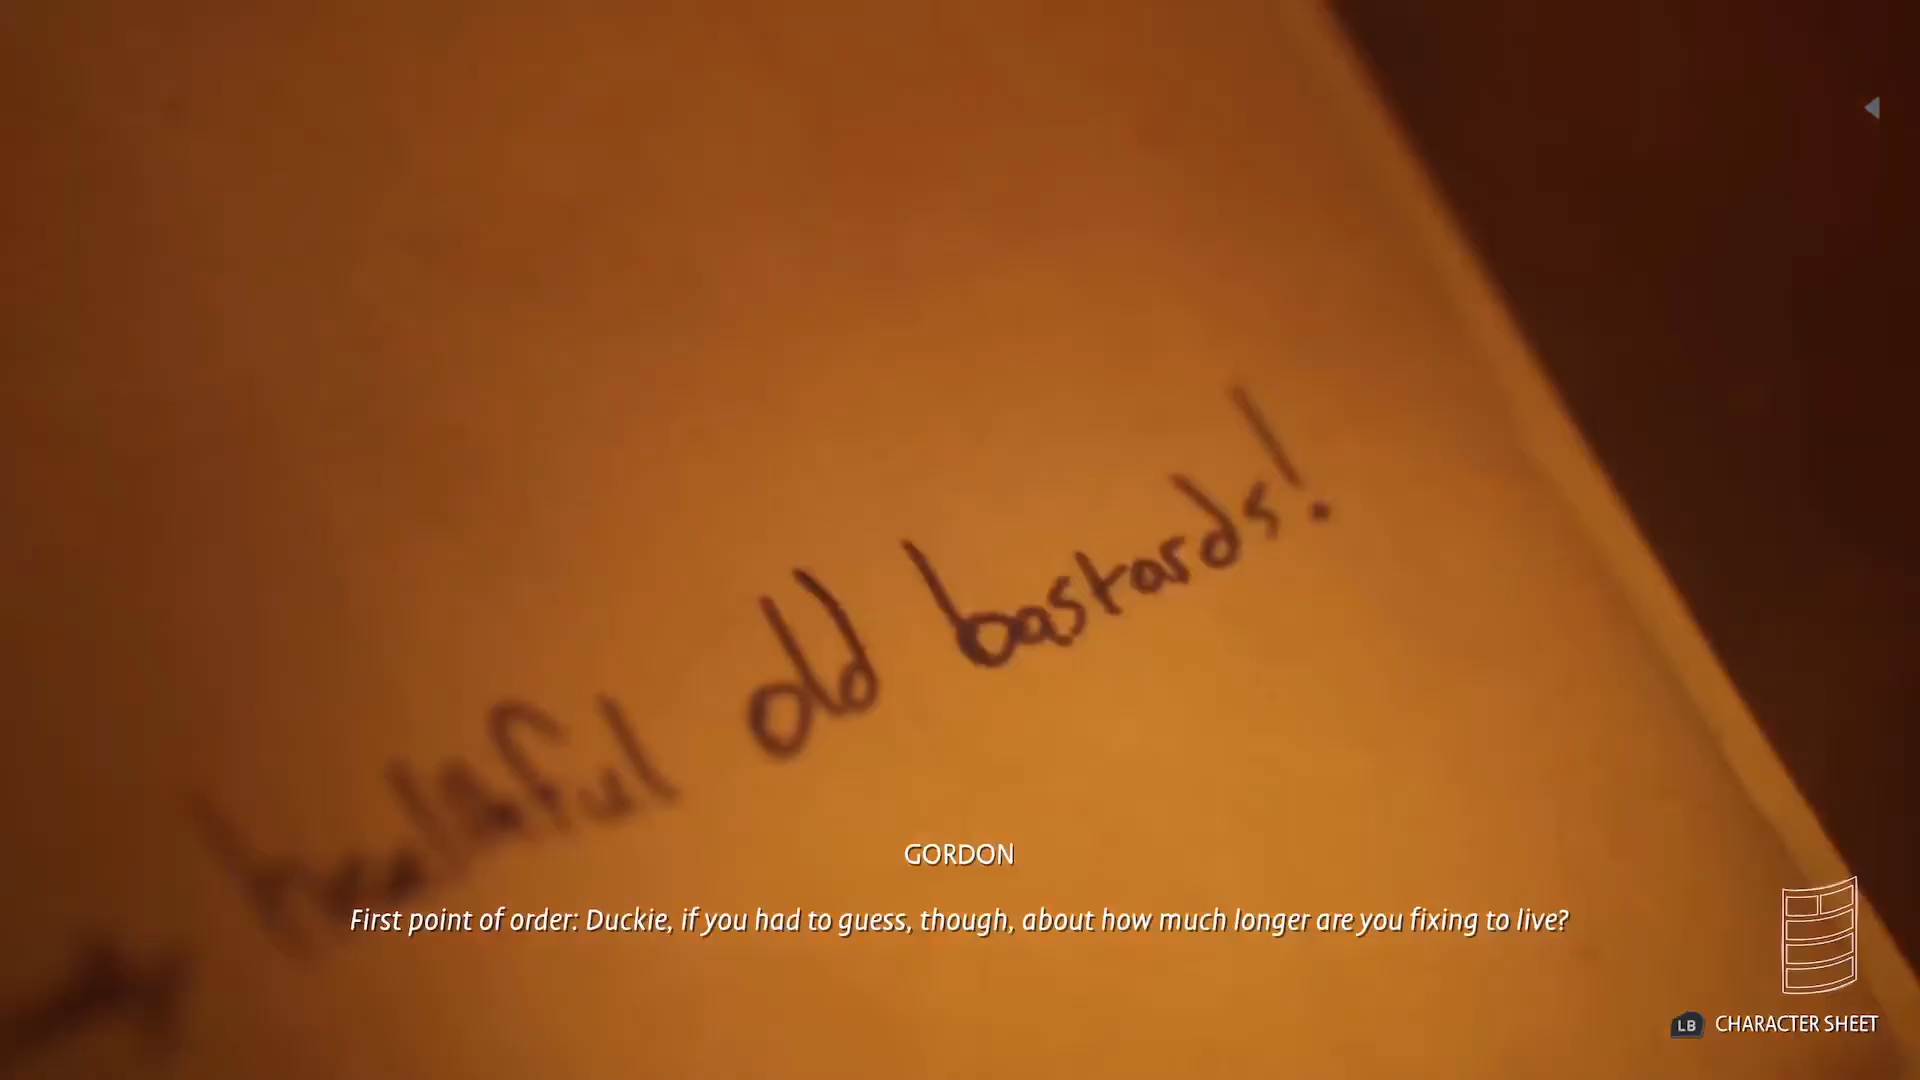 old bastards!
GORDON
First point of order: Duckie, if you had to guess, though, about how much longer are you fixing to live?
LB CHARACTER SHEET